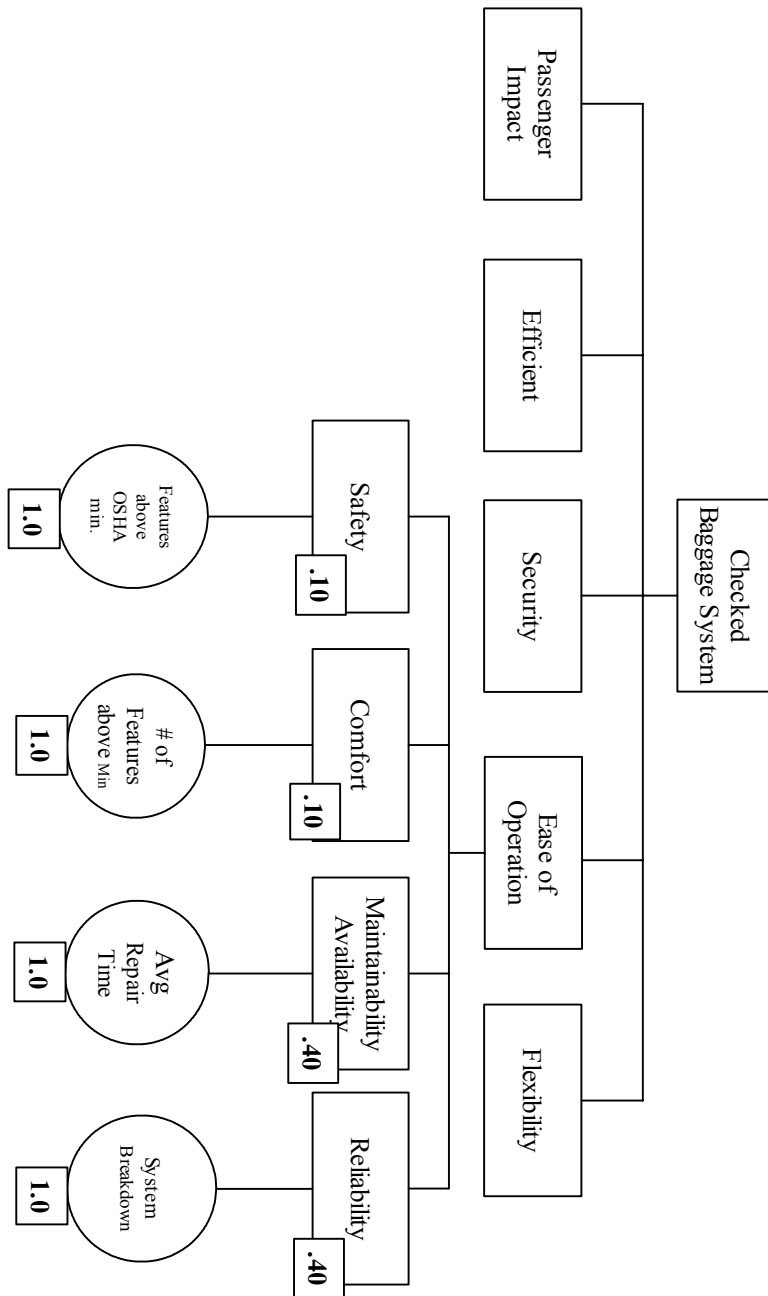 Checked
Baggage System
Passenger
Impact
Efficient
Security
Ease of
Operation
Flexibility
Safety
.10
Comfort
.10
Maintainability
Availability
.40
Reliability
.40
Features
above
OSHA
min.
1.0
# of
Features
above Min
1.0
Avg
Repair
Time
1.0
System
Breakdown
1.0